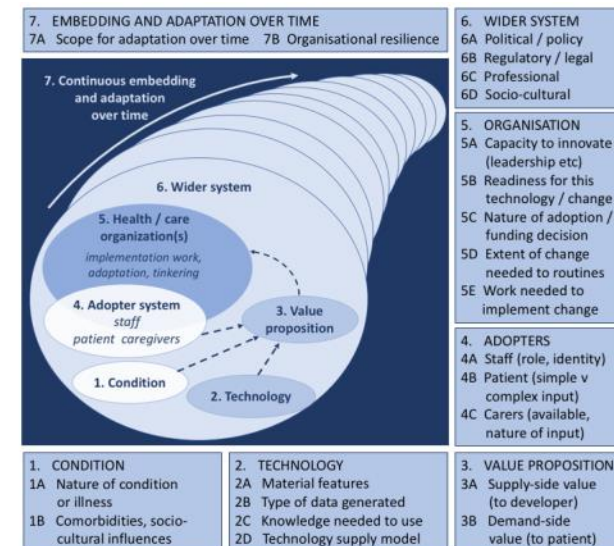 7. EMBEDDING AND ADAPTATION OVER TIME
7A Scope for adaptation over time 7B Organisational resilience
7. Continuous embedding
and adaptation
over time
6. Wider system
5. Health / care
organization(s)
implementation work,
adaptation, tinkering
4. Adopter system
staff
patient caregivers
3. Value
proposition
1. Condition
2. Technology
6. WIDER SYSTEM
6A Political / policy
6B Regulatory / legal
6C Professional
6D Socio-cultural
5. ORGANISATION
5A Capacity to innovate
(leadership etc)
5B Readiness for this
technology / change
5C Nature of adoption /
funding decision
5D Extent of change
needed to routines
5E Work needed to
implement change
4. ADOPTERS
4A Staff (role, identity)
4B Patient (simple v
complex input)
4C Carers (available,
nature of input)
1. CONDITION
1A Nature of condition
or illness
1B Comorbidities, socio-
cultural influences
2. TECHNOLOGY
2A Material features
2B Type of data generated
2C Knowledge needed to use
2D Technology supply model
3. VALUE PROPOSITION
3A Supply-side value
(to developer)
3B Demand-side
value (to patient)